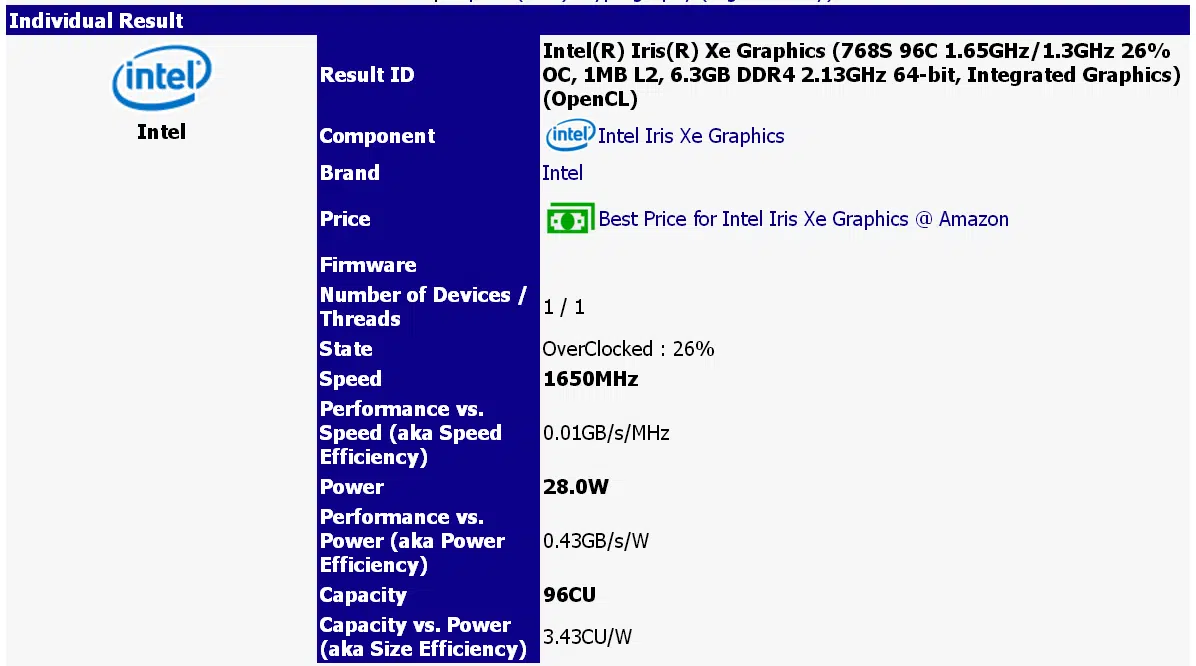 Individual Result
intel
Intel
Result ID
Intel(R) Iris(R) Xe Graphics (768S 96C 1.65GHz/1.3GHz 26%
OC, 1MB L2, 6.3GB DDR4 2.13GHz 64-bit, Integrated Graphics)
(OpenCL)
Component
intel Intel Iris Xe Graphics
Brand
Intel
Price
Best Price for Intel Iris Xe Graphics @ Amazon
Firmware
Number of Devices /
Threads
1 / 1
State
OverClocked : 26%
Speed
1650MHz
Performance vs.
Speed (aka Speed
Efficiency)
0.01GB/s/MHz
Power
28.0W
Performance vs.
Power (aka Power
Efficiency)
0.43GB/s/W
Capacity
96CU
Capacity vs. Power
(aka Size Efficiency)
3.43CU/W